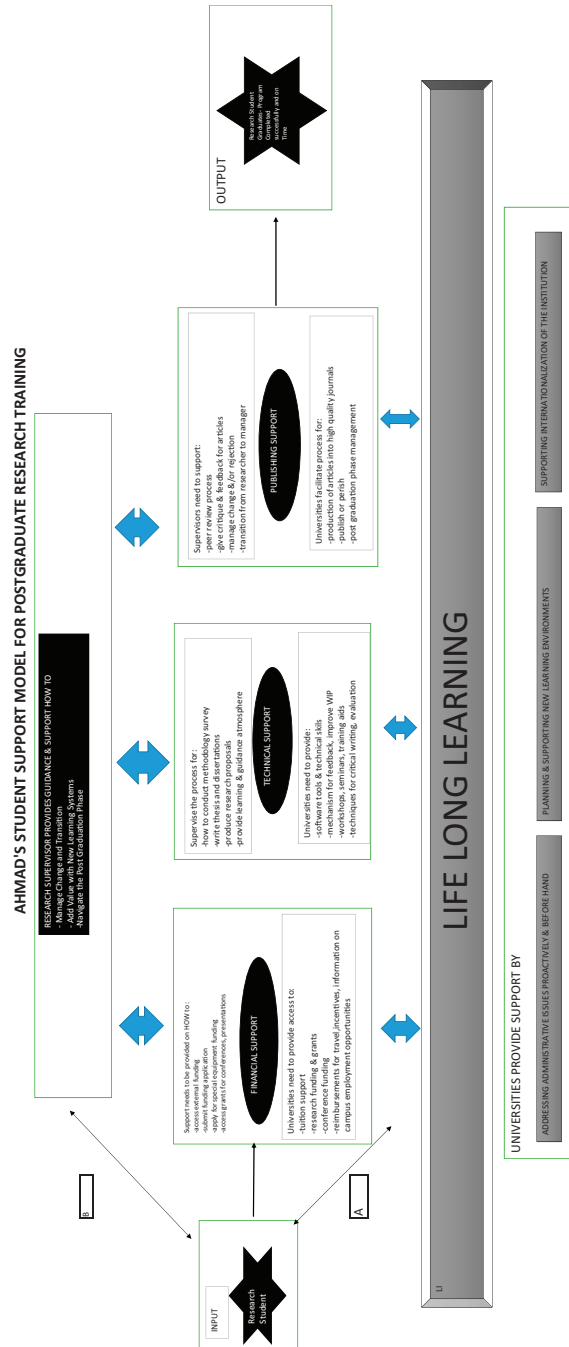 AHMAD'S STUDENT SUPPORT MODEL FOR POSTGRADUATE RESEARCH TRAINING
RESEARCH SUPERVISOR PROVIDES GUIDANCE & SUPPORT HOW TO
- Manage Change and Transition
- Add Value with New Learning Systems
-Navigate the Post Graduation Phase
B
INPUT
Research
Student
A
Support needs to be provided on HOW to :
-access external funding
-submit funding application
-apply for special equipment funding
-access grants for conferences, presentations
FINANCIAL SUPPORT
Universities need to provide access to:
-tuition support
-research funding & grants
-conference funding
-reimbursements for travel,incentives, information on
campus employment opportunities
Supervise the process for:
-how to conduct methodology survey
-write thesis and dissertations
-produce research proposals
-provide learning & guidance atmosphere
TECHNICAL SUPPORT
Universities need to provide:
-software tools & technical skils
-mechanism for feedback, improve WIP
-workshops, seminars, training aids
-techniques for critical writing, evaluation
Supervisors need to support:
-peer review process
-give critique & feedback for articles
-manage change &/or rejection
-transition from researcher to manager
PUBLISHING SUPPORT
Universities facilitate process for:
-production of articles into high quality journals
-publish or perish
-post graduation phase management
OUTPUT
Research Student
Graduates- Program
Completed
successfully and on
Time
LI
LIFE LONG LEARNING
UNIVERSITIES PROVIDE SUPPORT BY
ADDRESSING ADMINISTRATIVE ISSUES PROACTIVELY & BEFORE HAND
PLANNING & SUPPORTING NEW LEARNING ENVIRONMENTS
SUPPORTING INTERNATIONALIZATION OF THE INSTITUTION